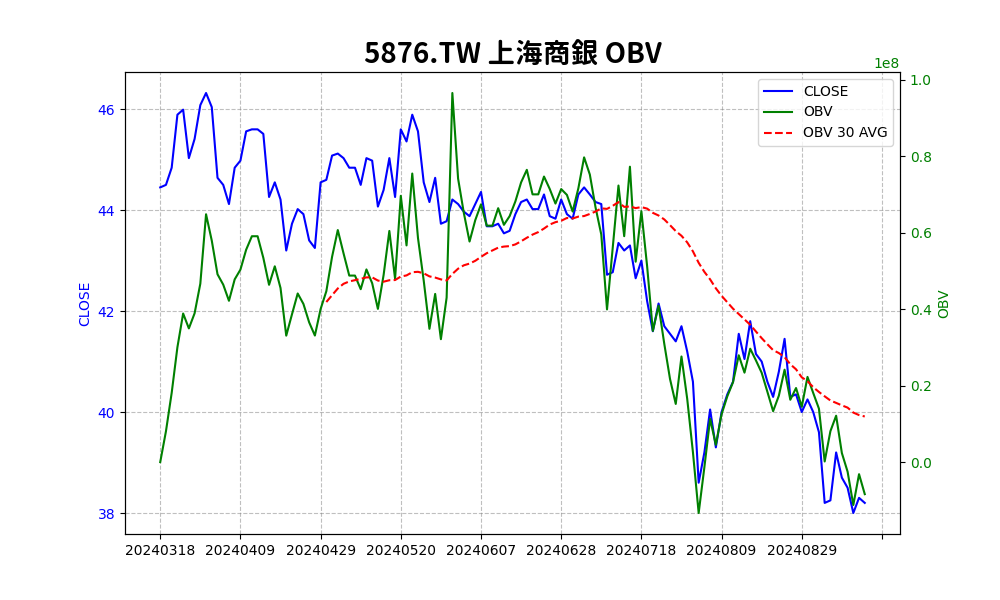 5876.TW 上海商銀 OBV
1e8
CLOSE
OBV
OBV 30 AVG
46
44
42
40
38
CLOSE
1.0
0.8
0.6
0.4
0.2
0.0
OBV
20240318 20240409 20240429 20240520 20240607 20240628 20240718 20240809 20240829